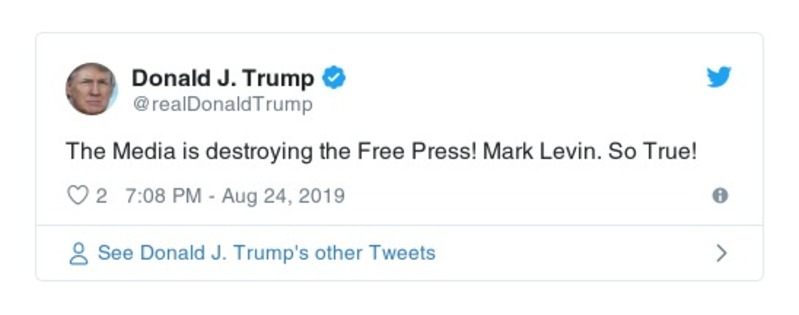 Donald J. Trump
@realDonaldTrump
The Media is destroying the Free Press! Mark Levin. So True!
2 7:08 PM - Aug 24, 2019
See Donald J. Trump's other Tweets